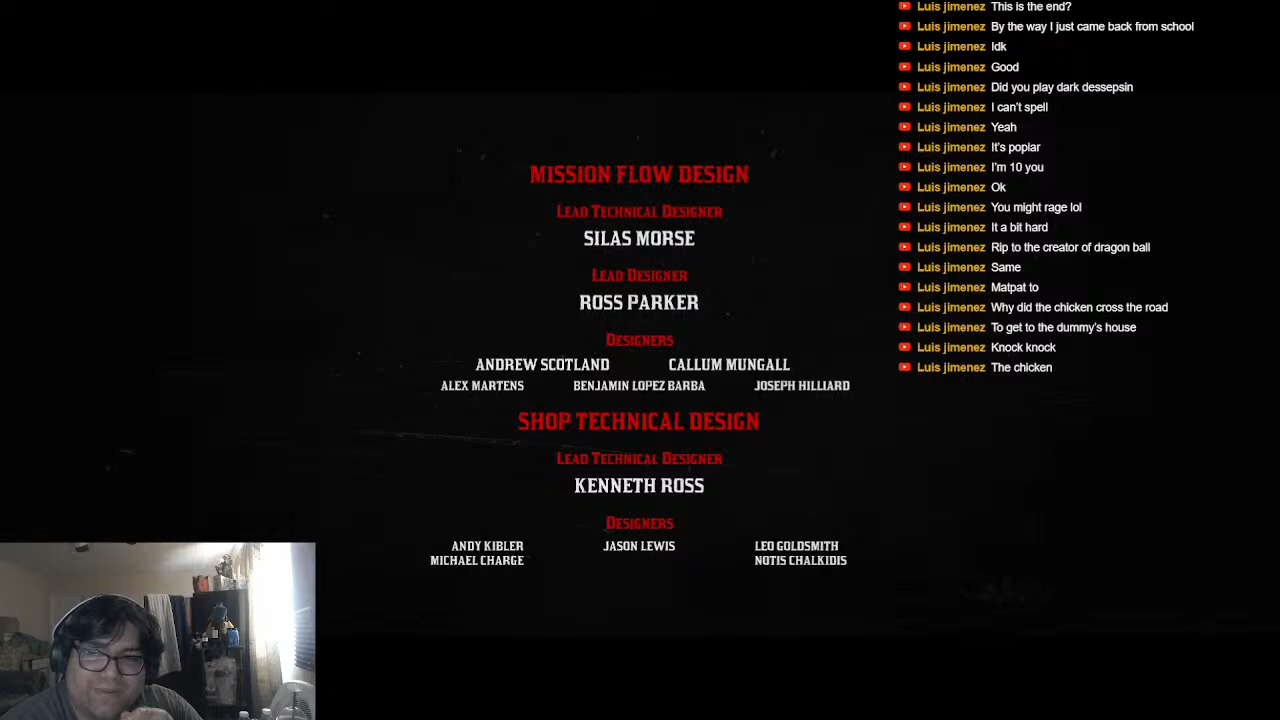 MISSION FLOW DESIGN
LEAD TECHNICAL DESIGNER
SILAS MORSE
LEAD DESIGNER
ROSS PARKER
DESIGNERS
ANDREW SCOTLAND CALLUM MUNGALL
ALEX MARTENS BENJAMIN LOPEZ BARBA JOSEPH HILLIARD
SHOP TECHNICAL DESIGN
LEAD TECHNICAL DESIGNER
KENNETH ROSS
DESIGNERS
ANDY KIBLER JASON LEWIS LEO GOLDSMITH
MICHAEL CHARGE NOTIS CHALKIDIS
Luis jimenez This is the end?
Luis jimenez By the way I just came back from school
Luis jimenez Idk
Luis jimenez Good
Luis jimenez Did you play dark dessepsin
Luis jimenez I can't spell
Luis jimenez Yeah
Luis jimenez It's poplar
Luis jimenez I'm 10 you
Luis jimenez Ok
Luis jimenez You might rage lol
Luis jimenez It a bit hard
Luis jimenez Rip to the creator of dragon ball
Luis jimenez Same
Luis jimenez Matpat to
Luis jimenez Why did the chicken cross the road
Luis jimenez To get to the dummy's house
Luis jimenez Knock knock
Luis jimenez The chicken